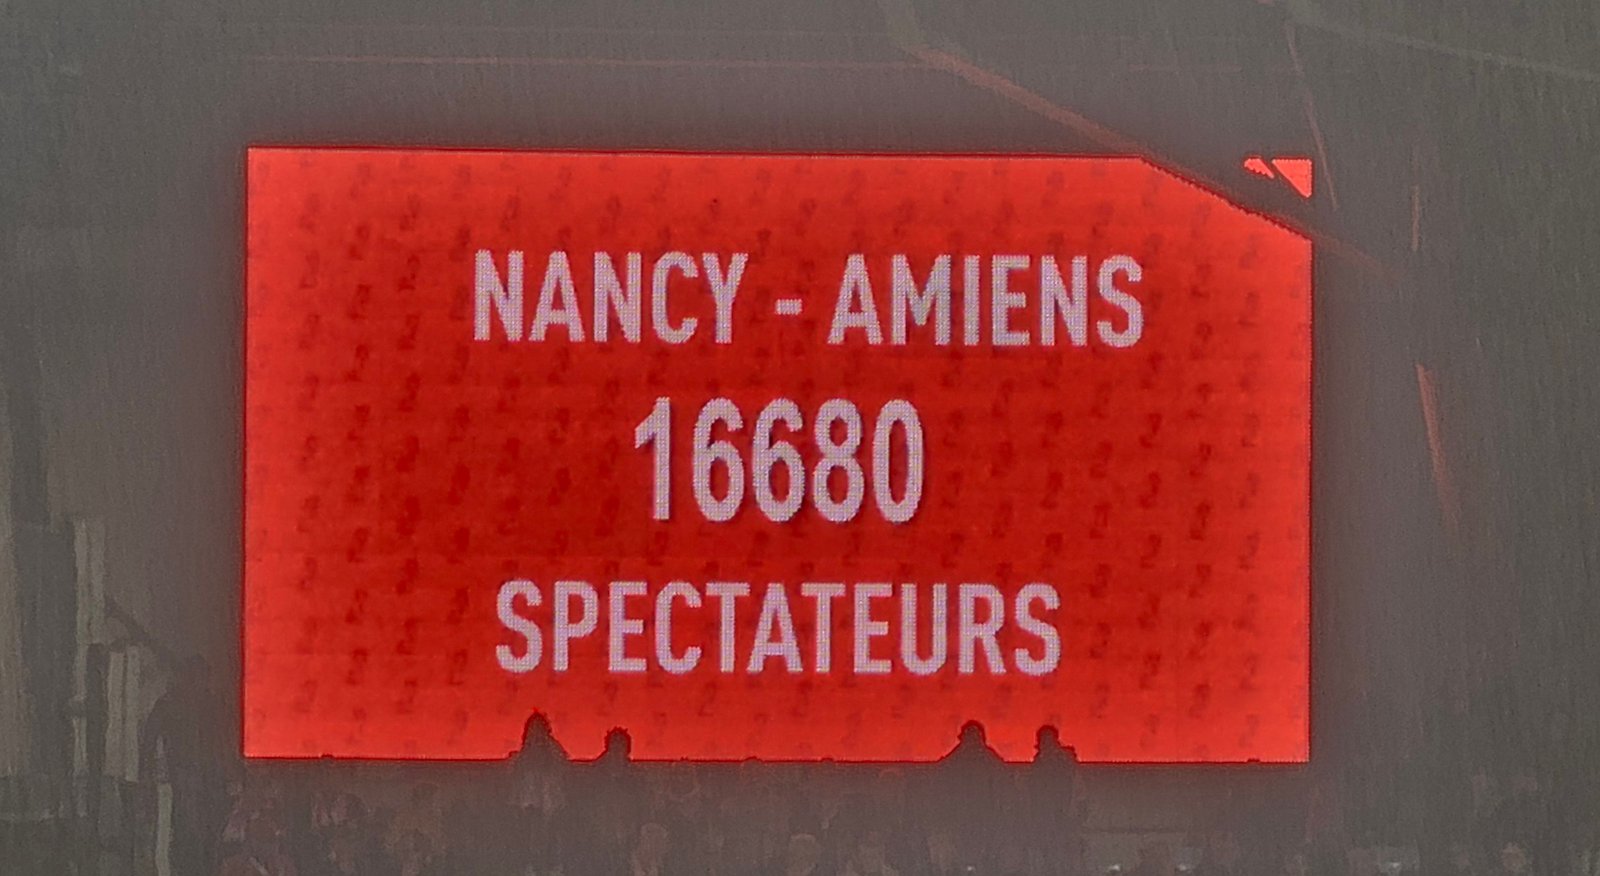 NANCY - AMIENS
16680
SPECTATEURS